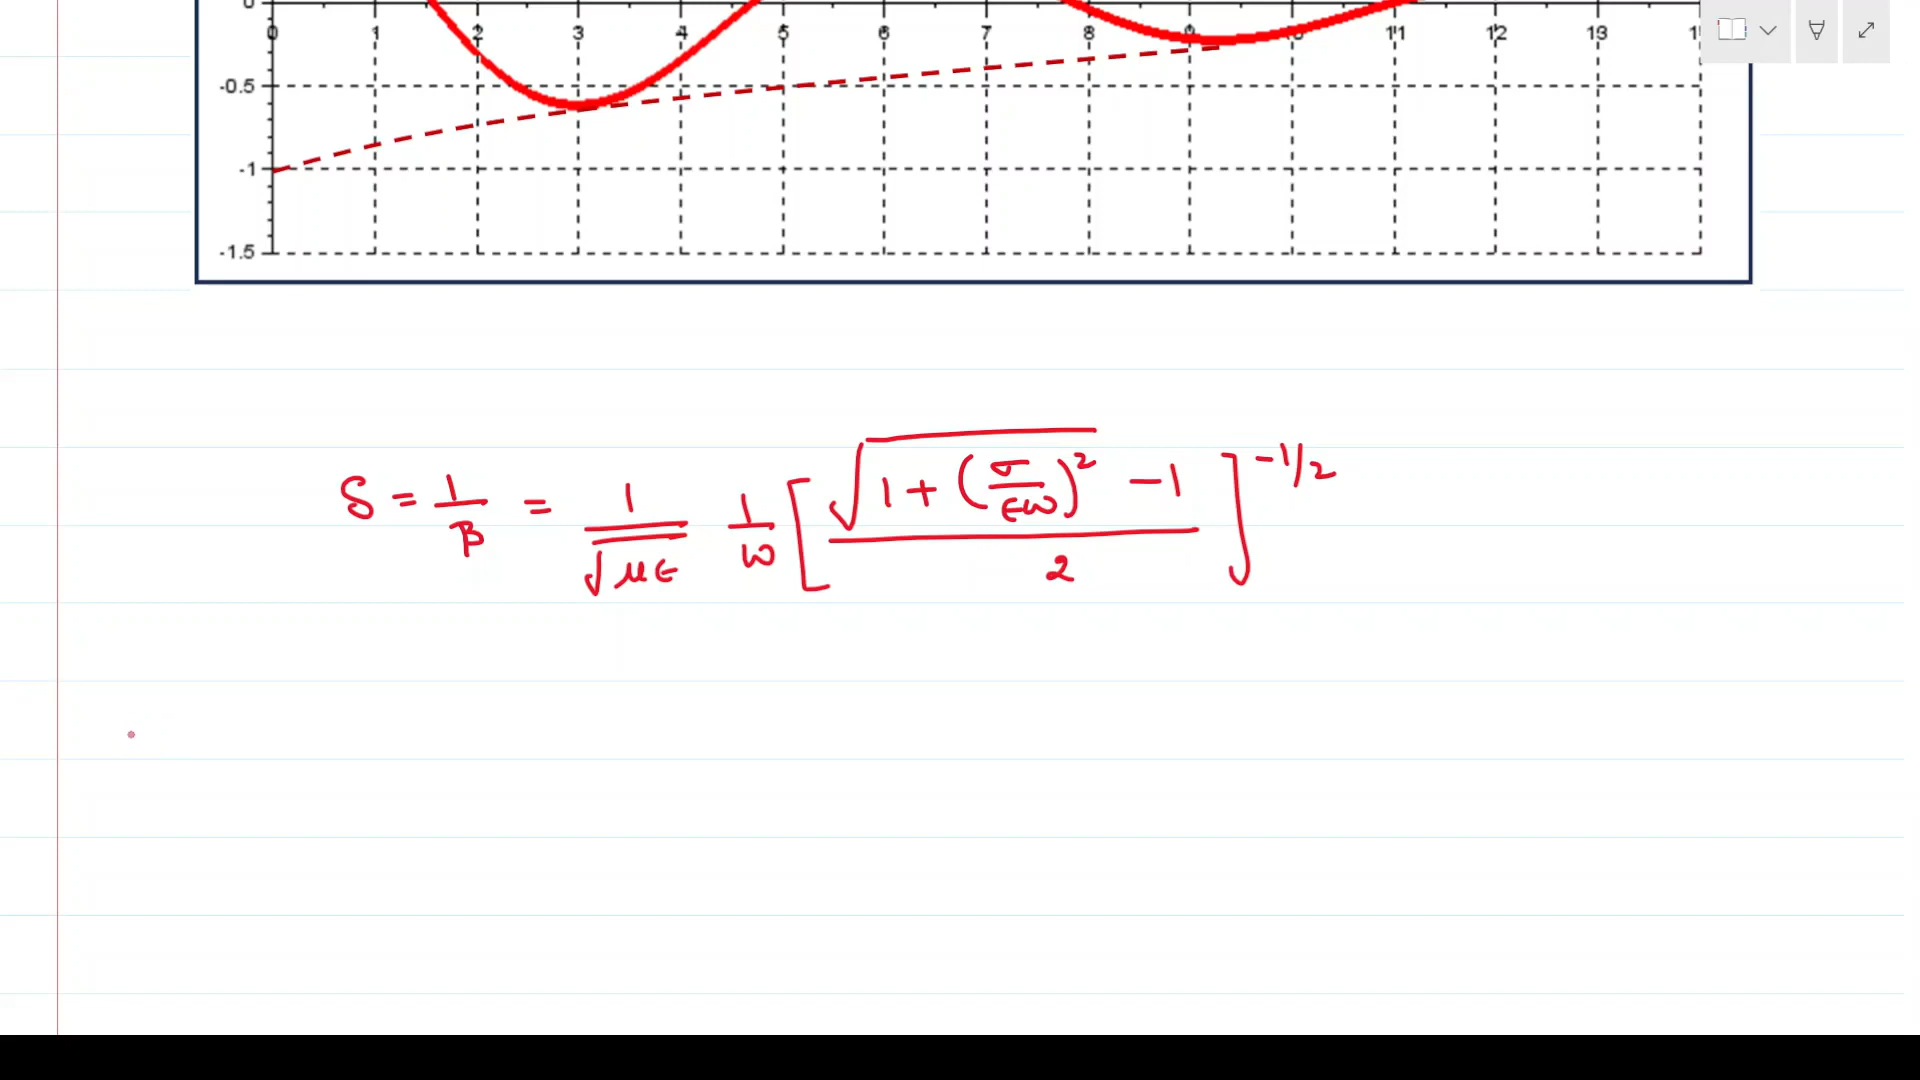 0
0 1 2 3 4 5 6 7 8 9 10 11 12 13
-0.5
-1
-1.5
δ = 1/β = 1/√με 1/ω [(√(1 + (σ/εω)²) - 1)/2]^(-1/2)